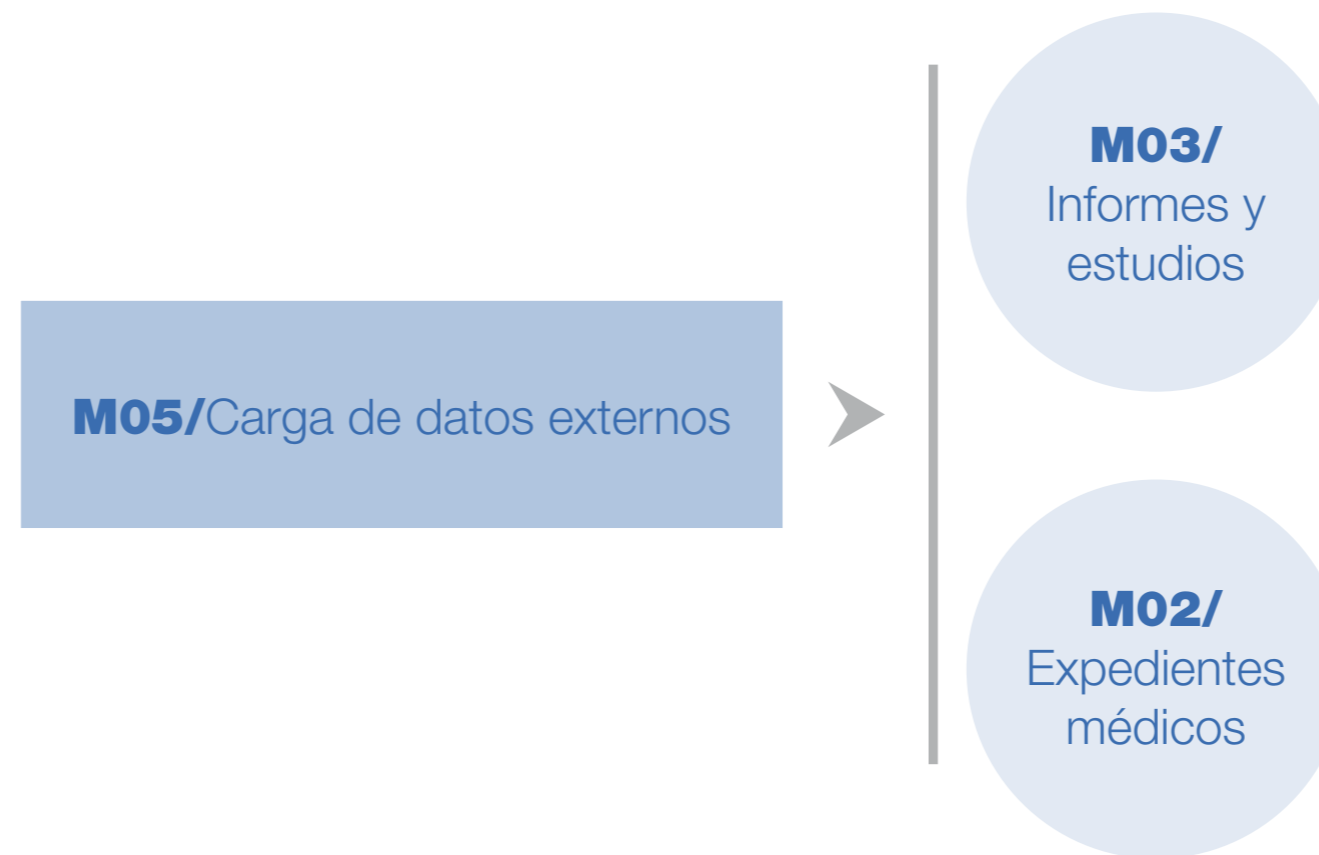 M05/Carga de datos externos
M03/
Informes y
estudios
M02/
Expedientes
médicos